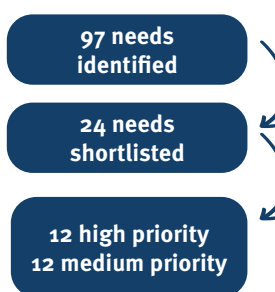 97 needs
identified
24 needs
shortlisted
12 high priority
12 medium priority